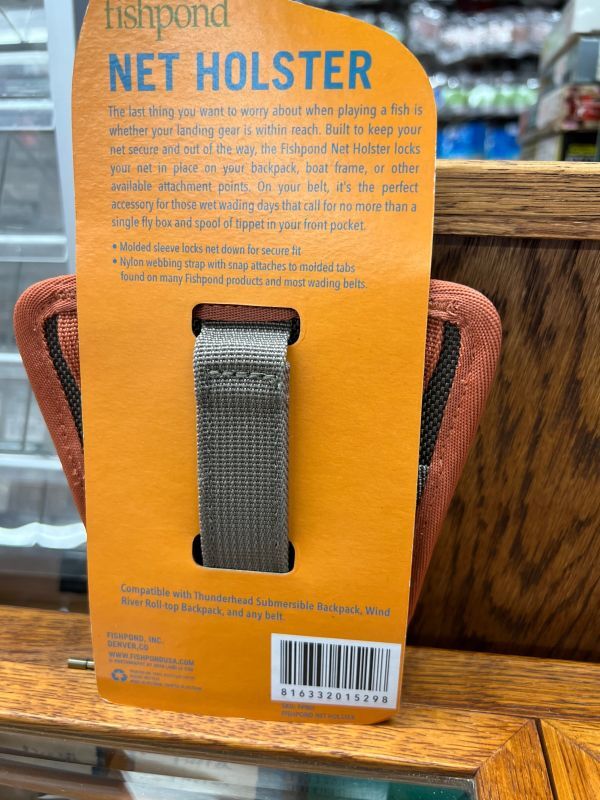 fishpond
NET HOLSTER
The last thing you want to worry about when playing a fish is
whether your landing gear is within reach. Built to keep your
net secure and out of the way, the Fishpond Net Holster locks
your net in place on your backpack, boat frame, or other
available attachment points. On your belt, it's the perfect
accessory for those wet wading days that call for no more than a
single fly box and spool of tippet in your front pocket.
• Molded sleeve locks net down for secure fit
• Nylon webbing strap with snap attaches to molded tabs
found on many Fishpond products and most wading belts.
Compatible with Thunderhead Submersible Backpack, Wind
River Roll-top Backpack, and any belt.
FISHPOND, INC.
DENVER, CO
WWW.FISHPONDUSA.COM
816332015298
FISHPOND NET HOLSTER